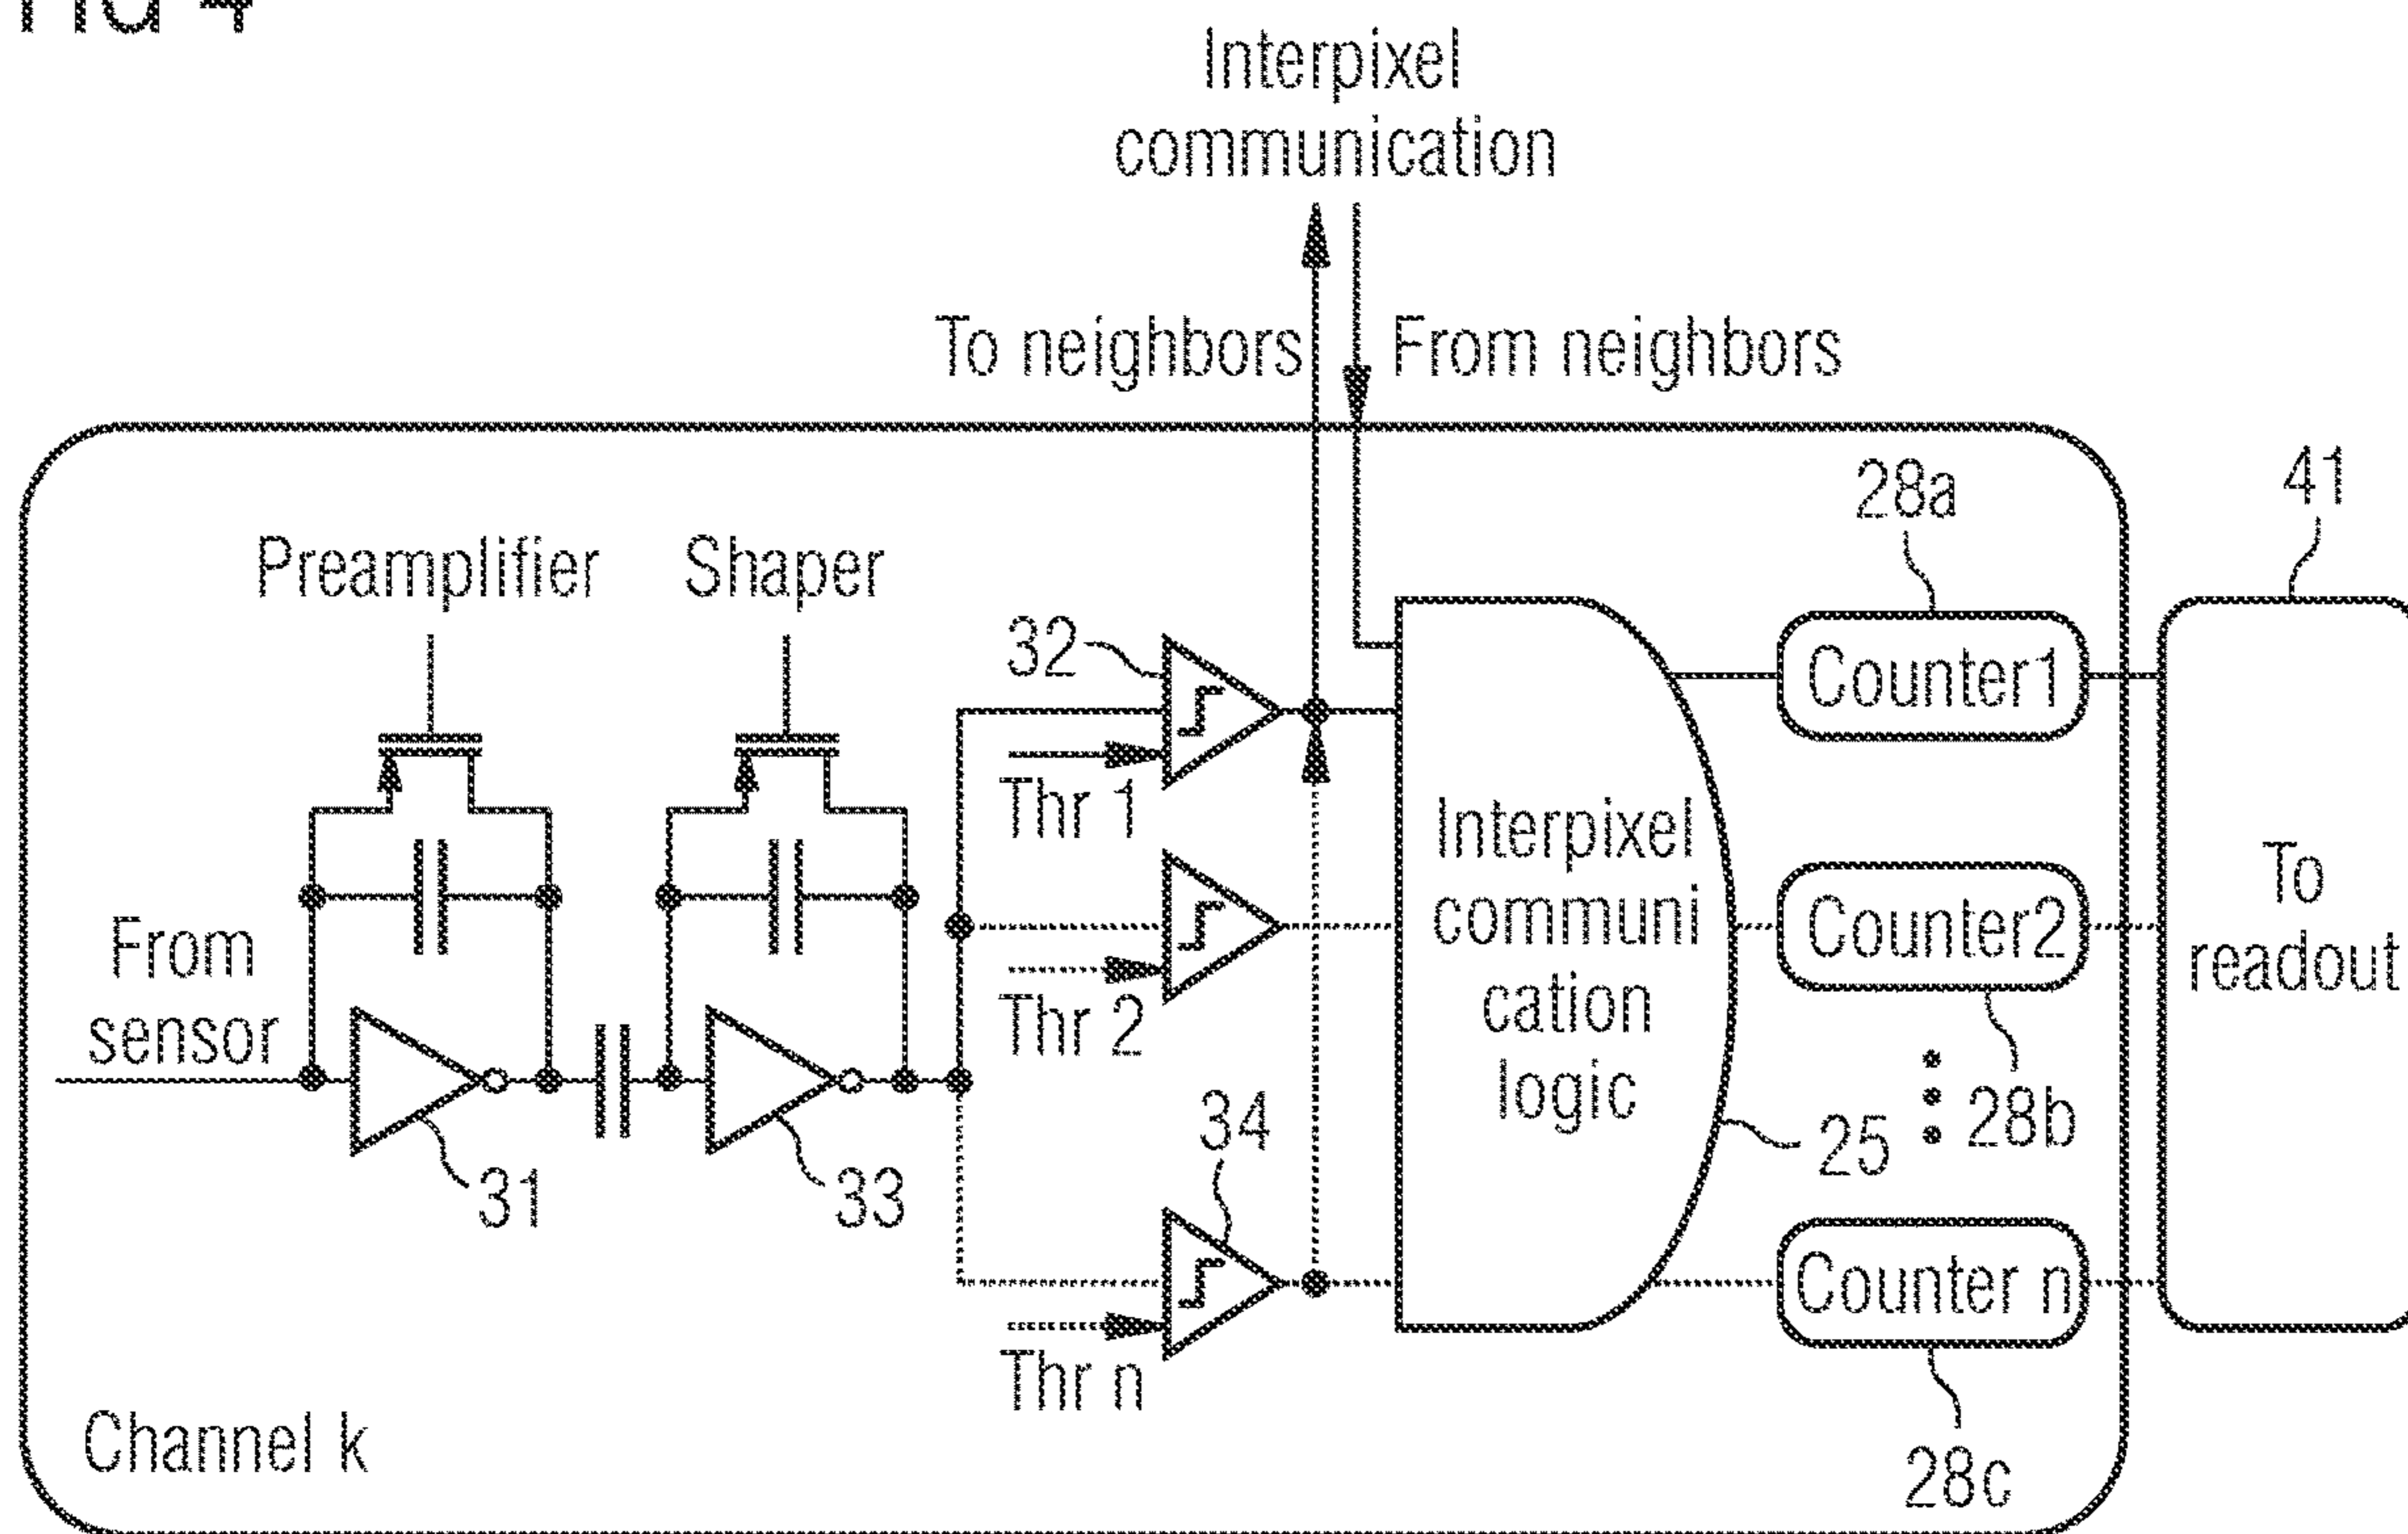 FIG 4
Interpixel
communication
To neighbors
From neighbors
28a
41
Preamplifier
Shaper
32
Counter1
Thr 1
Interpixel
communi
cation
logic
Counter2
To
readout
From
sensor
Thr 2
28b
34
25
31
33
Counter n
Thr n
Channel k
28c